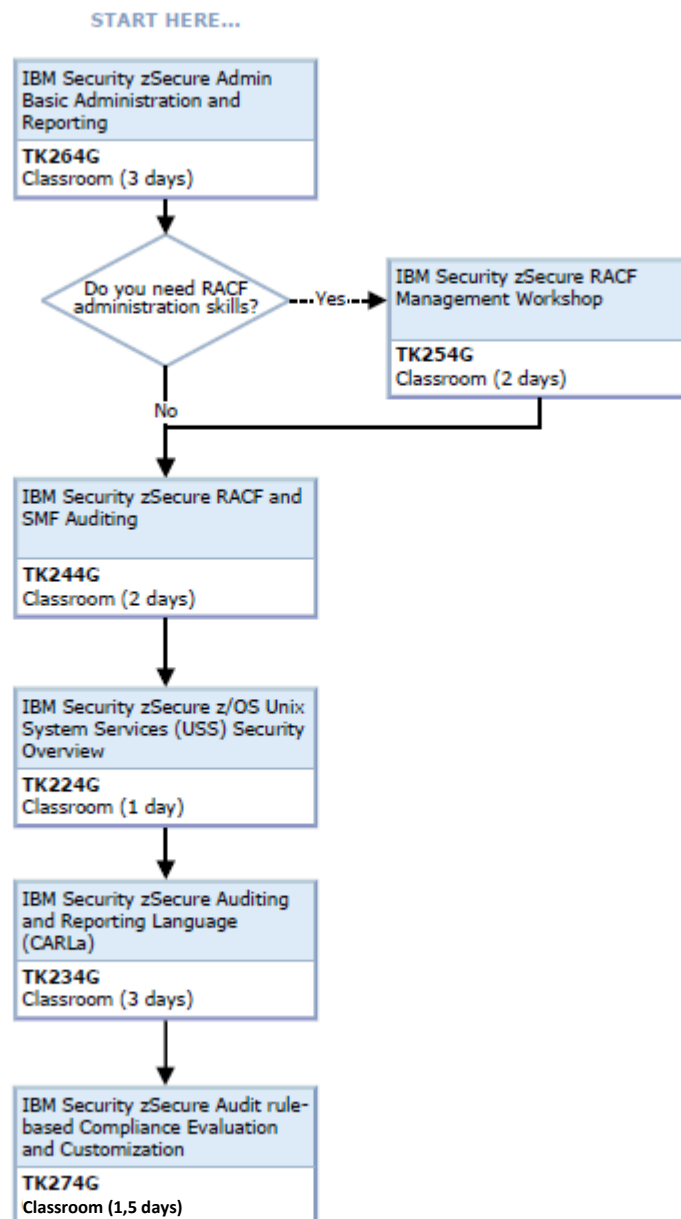 START HERE...
IBM Security zSecure Admin
Basic Administration and
Reporting
TK264G
Classroom (3 days)
Do you need RACF
administration skills?
Yes
IBM Security zSecure RACF
Management Workshop
TK254G
Classroom (2 days)
No
IBM Security zSecure RACF and
SMF Auditing
TK244G
Classroom (2 days)
IBM Security zSecure z/OS Unix
System Services (USS) Security
Overview
TK224G
Classroom (1 day)
IBM Security zSecure Auditing
and Reporting Language
(CARLa)
TK234G
Classroom (3 days)
IBM Security zSecure Audit rule-
based Compliance Evaluation
and Customization
TK274G
Classroom (1,5 days)